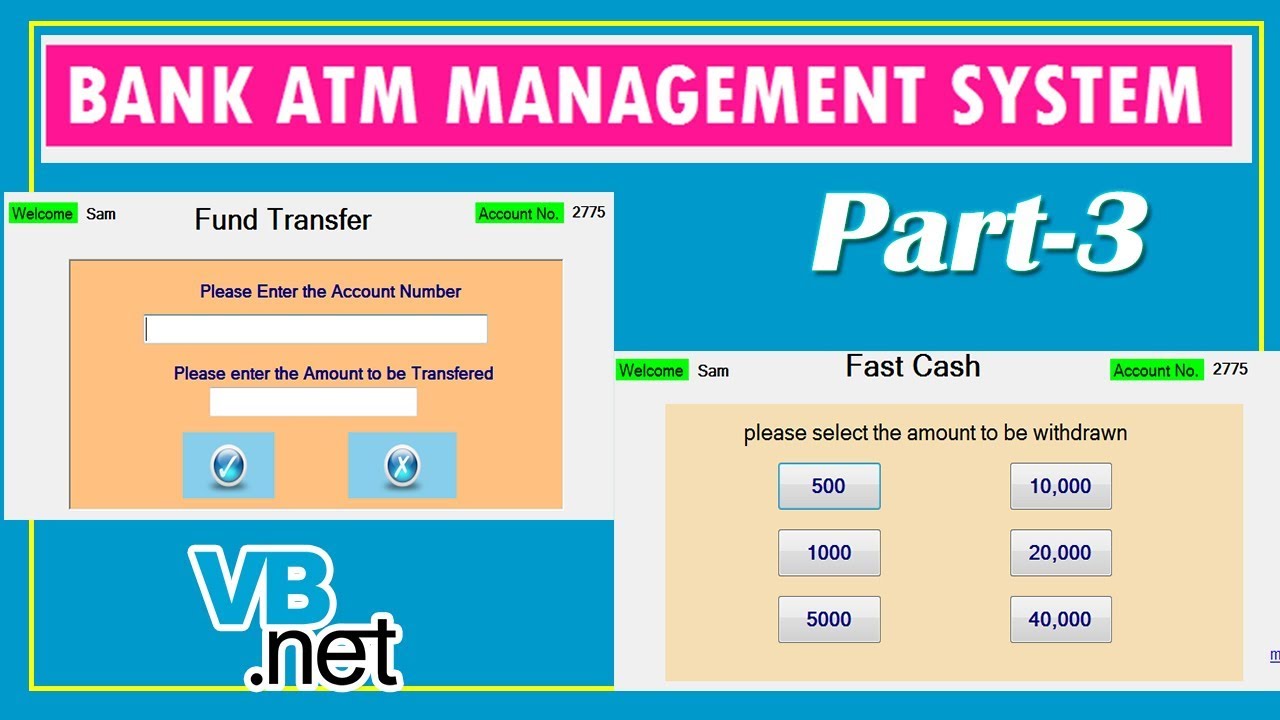 BANK ATM MANAGEMENT SYSTEM
Part-3
Welcome Sam Fund Transfer Account No. 2775
Please Enter the Account Number
Please enter the Amount to be Transfered
Welcome Sam Fast Cash Account No. 2775
please select the amount to be withdrawn
500 10,000
1000 20,000
5000 40,000
VB
.net